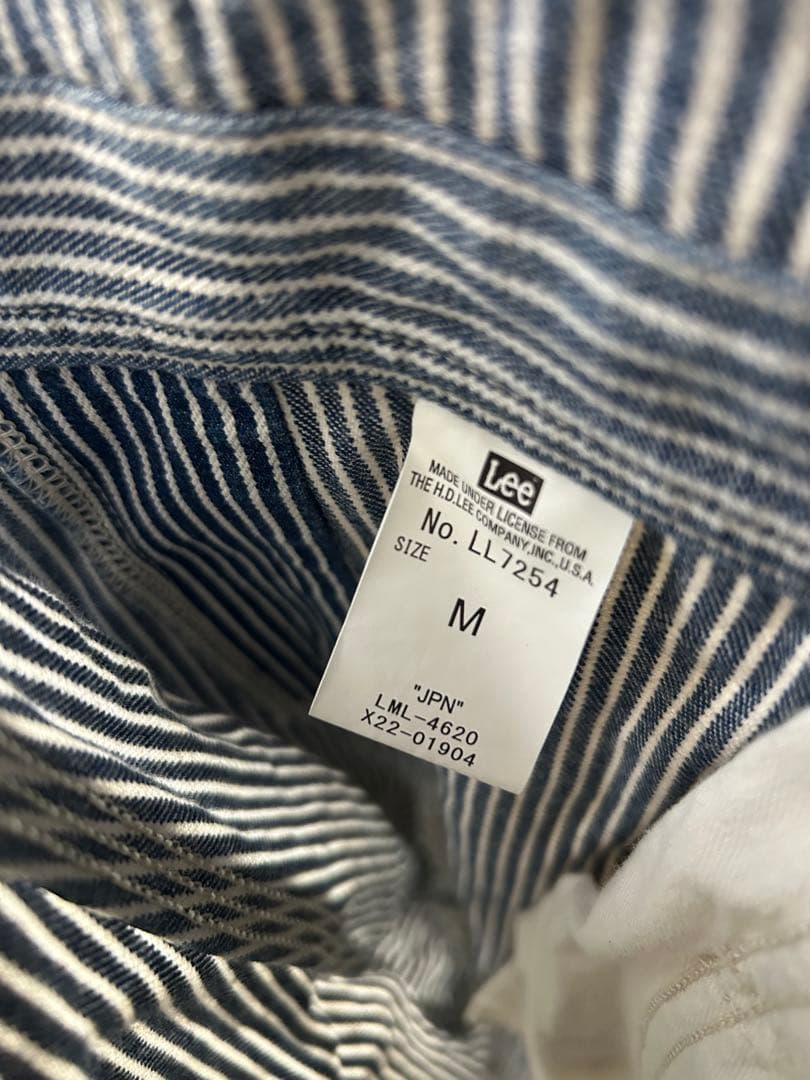 Lee
MADE UNDER LICENSE FROM
THE H.D.LEE COMPANY,INC.,U.S.A.
No. LL7254
SIZE
M
"JPN"
LML-4620
X22-01904